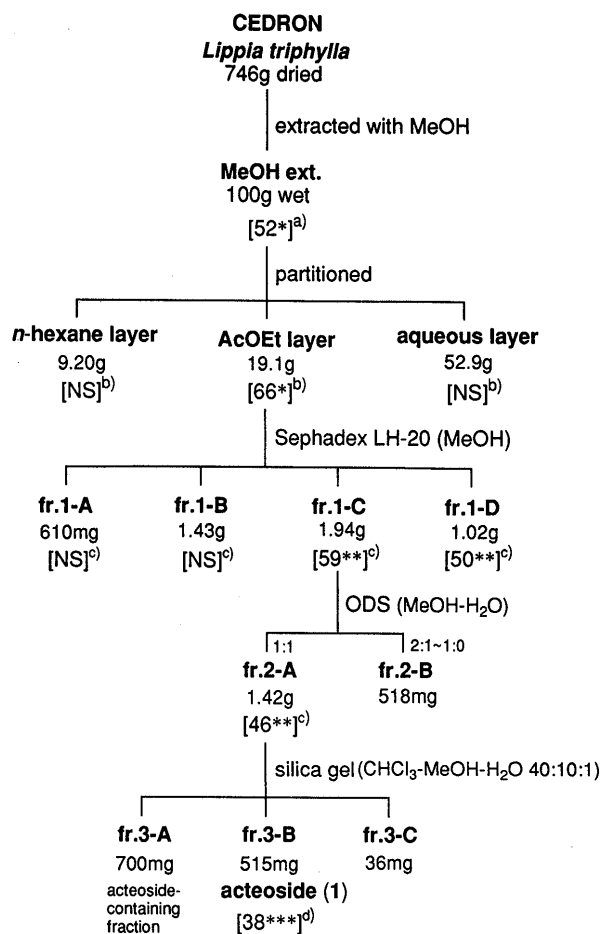 CEDRON
Lippia triphylla
746g dried
extracted with MeOH
MeOH ext.
100g wet
[52*]a)
partitioned
n-hexane layer
9.20g
[NS]b)
AcOEt layer
19.1g
[66*]b)
aqueous layer
52.9g
[NS]b)
Sephadex LH-20 (MeOH)
fr.1-A
610mg
[NS]c)
fr.1-B
1.43g
[NS]c)
fr.1-C
1.94g
[59**]c)
fr.1-D
1.02g
[50**]c)
ODS (MeOH-H2O)
1:1
fr.2-A
1.42g
[46**]c)
2:1~1:0
fr.2-B
518mg
silica gel (CHCl3-MeOH-H2O 40:10:1)
fr.3-A
700mg
acteoside-
containing
fraction
fr.3-B
515mg
acteoside (1)
[38***]d)
fr.3-C
36mg